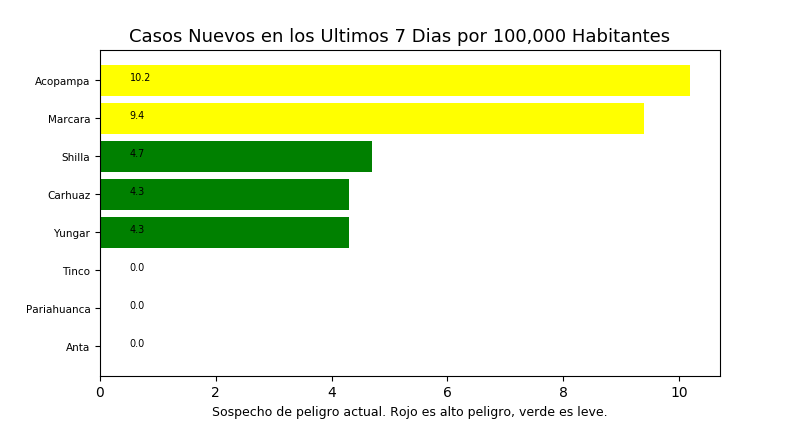 Casos Nuevos en los Ultimos 7 Dias por 100,000 Habitantes
Acopampa 10.2
Marcara 9.4
Shilla 4.7
Carhuaz 4.3
Yungar 4.3
Tinco 0.0
Pariahuanca 0.0
Anta 0.0
0 2 4 6 8 10
Sospecho de peligro actual. Rojo es alto peligro, verde es leve.